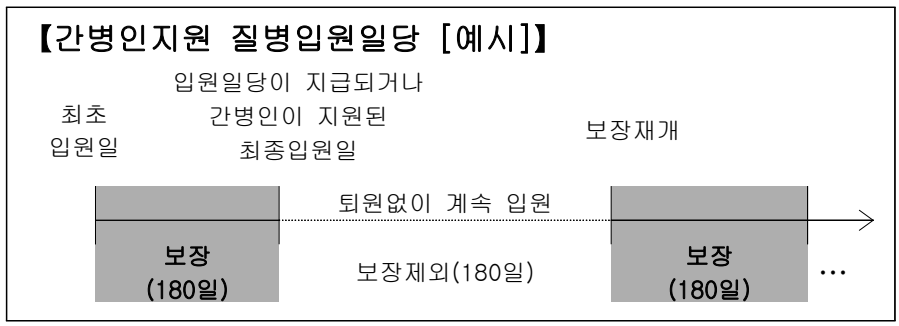 【간병인지원 질병입원일당 [예시]】
입원일당이 지급되거나
최초
간병인이 지원된
보장재개
입원일
최종입원일
퇴원없이 계속 입원
보장
(180일)
보장제외(180일)
보장
(180일)
...